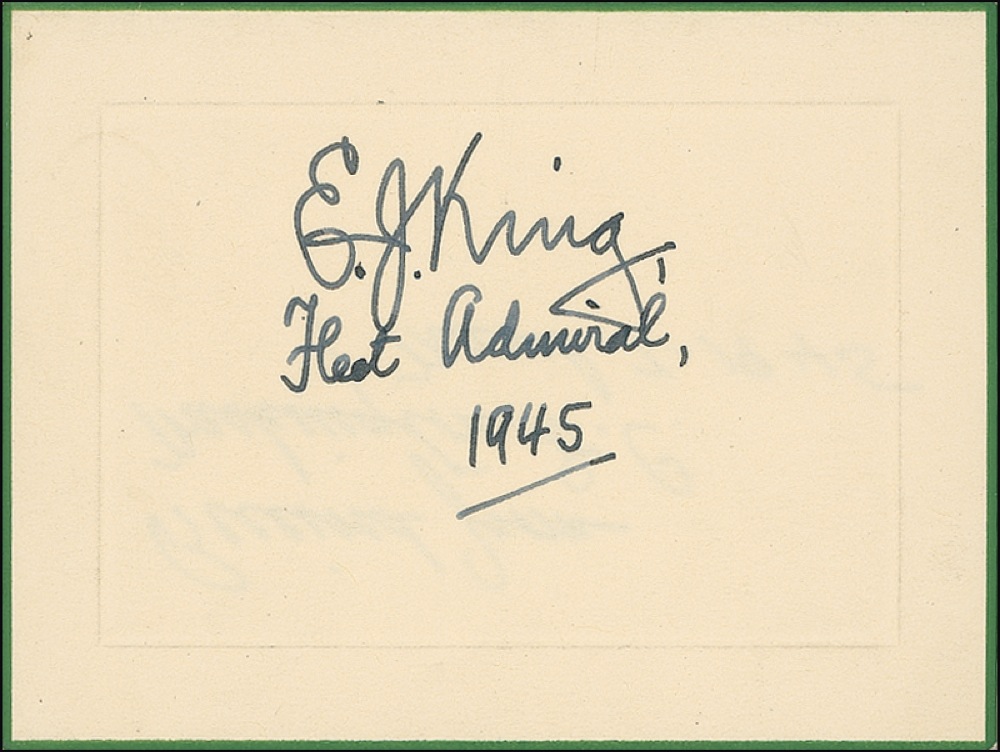 E.J. King,
Fleet Admiral,
1945